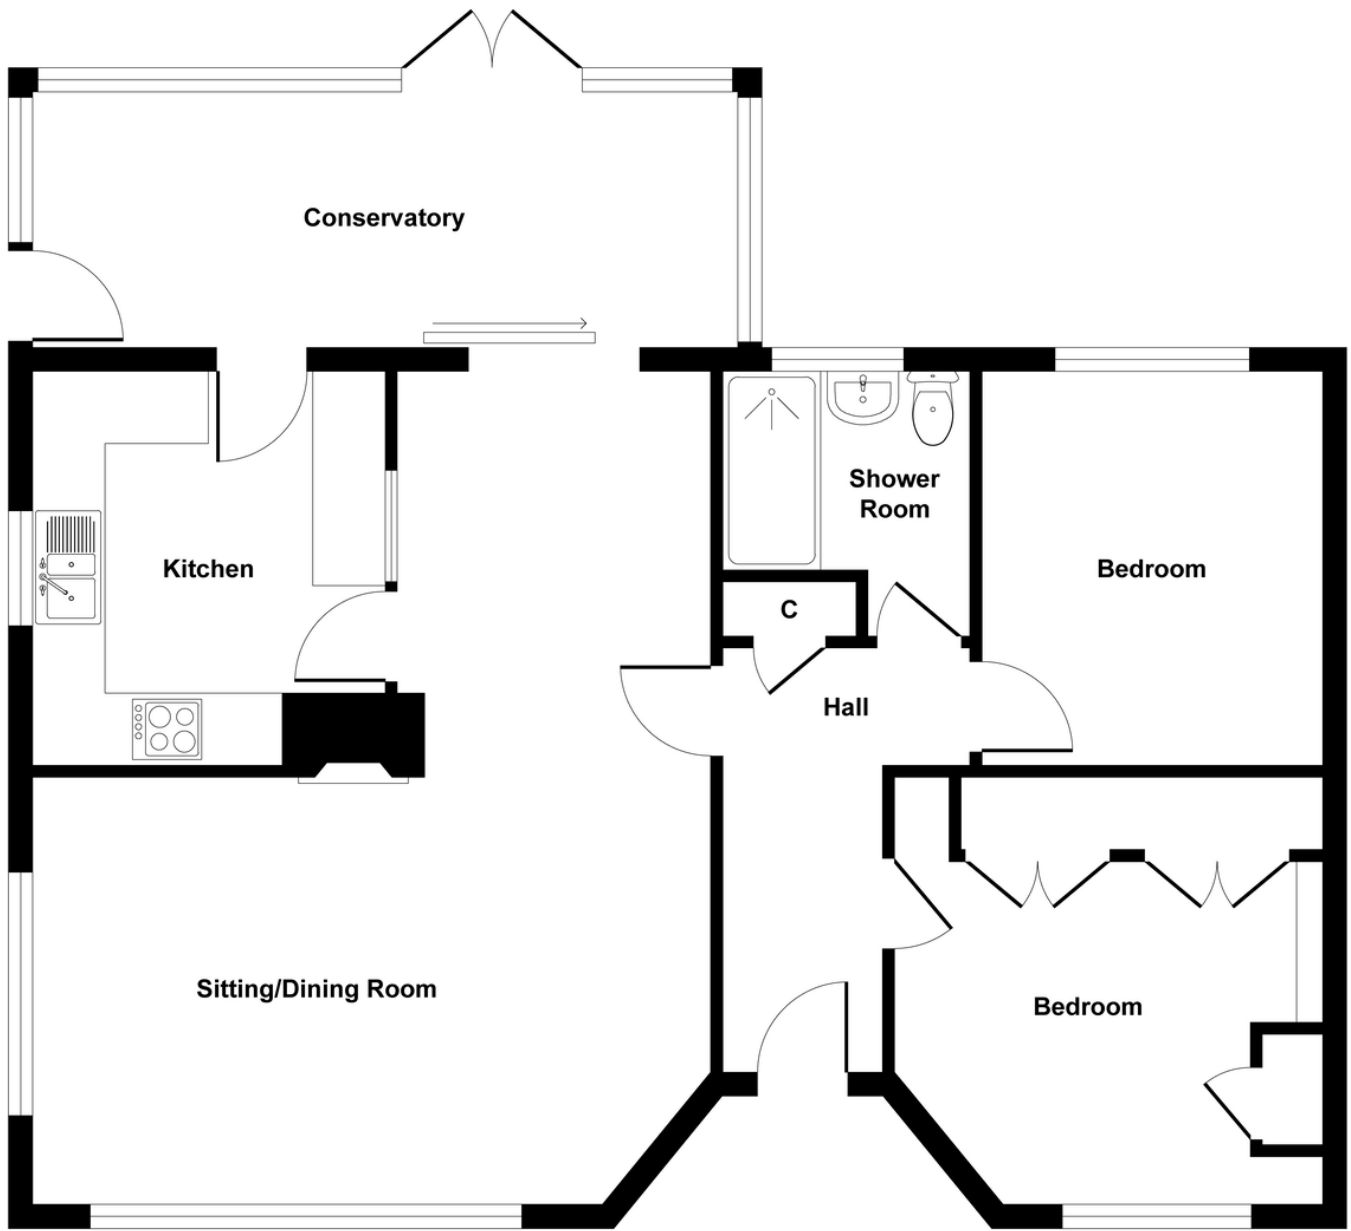 Conservatory
Shower
Room
Kitchen
Bedroom
C
Hall
Sitting/Dining Room
Bedroom